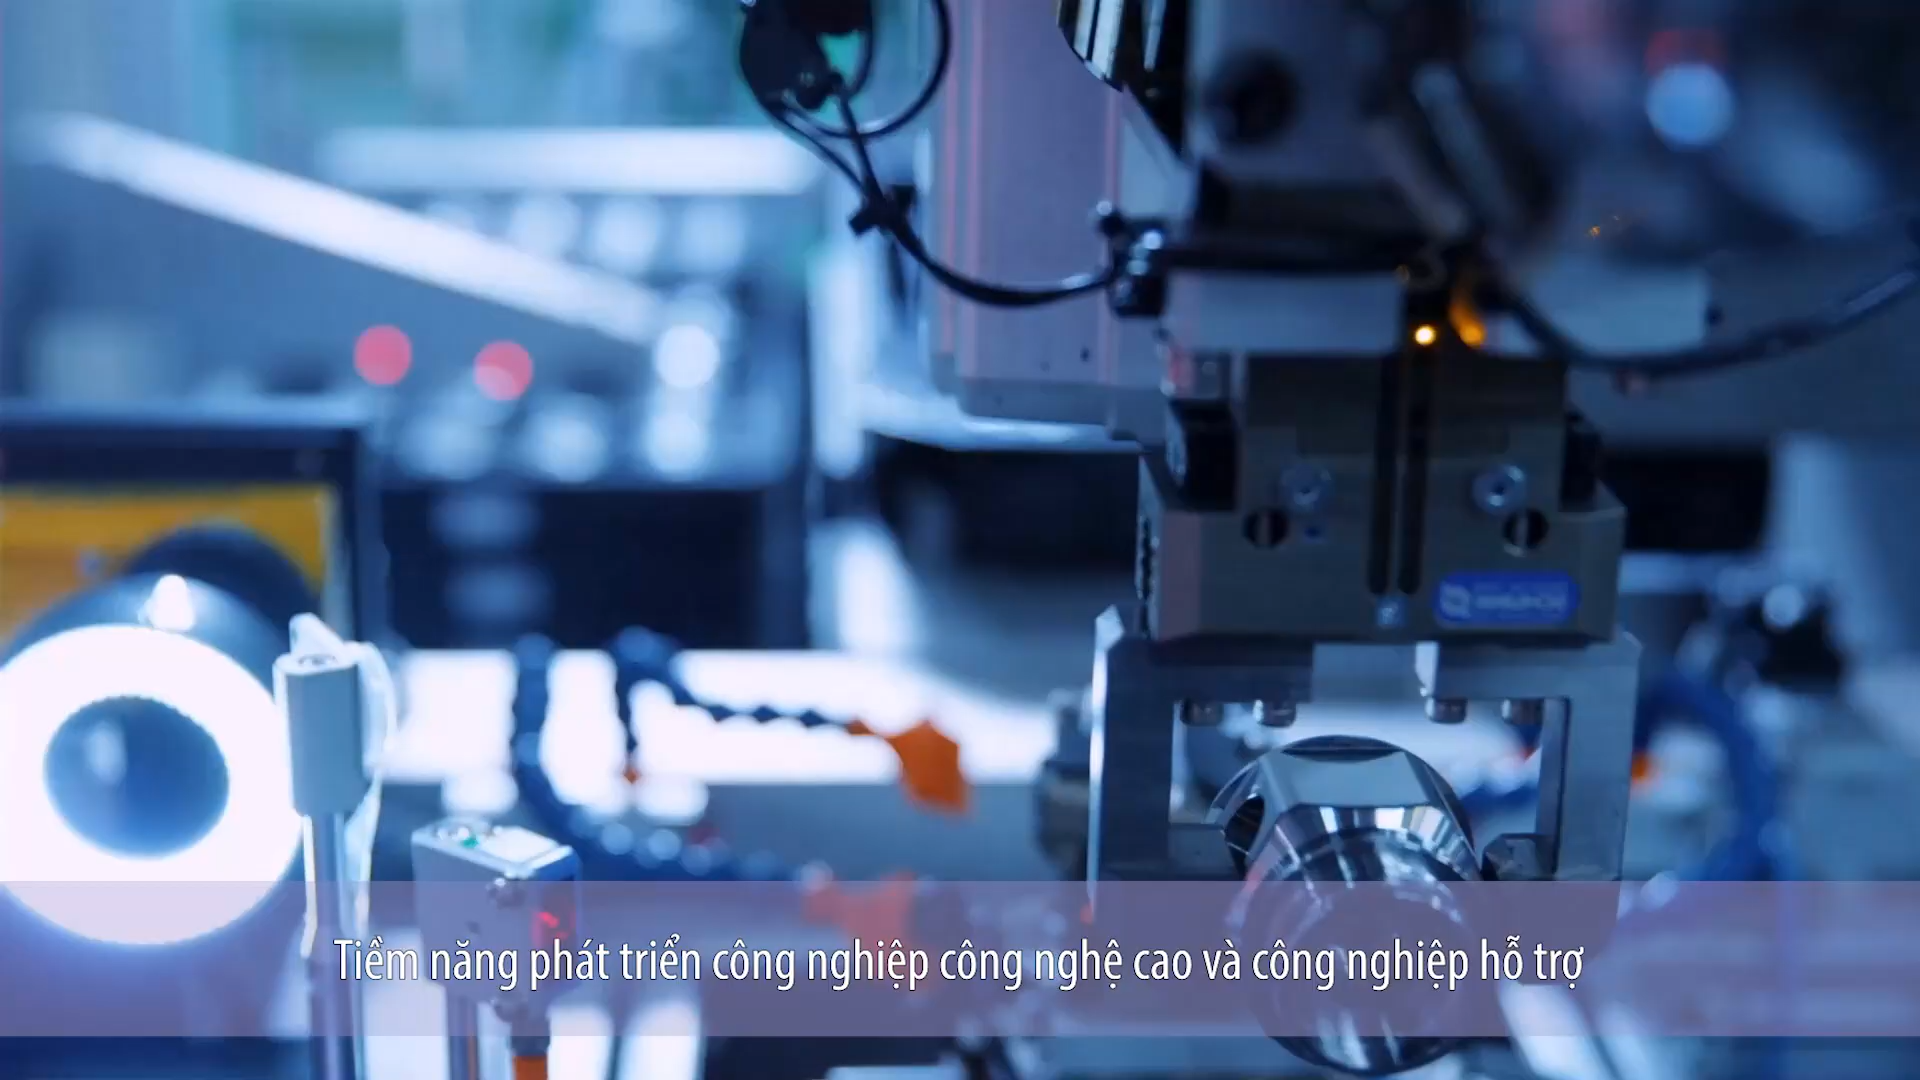 Tiềm năng phát triển công nghiệp công nghệ cao và công nghiệp hỗ trợ